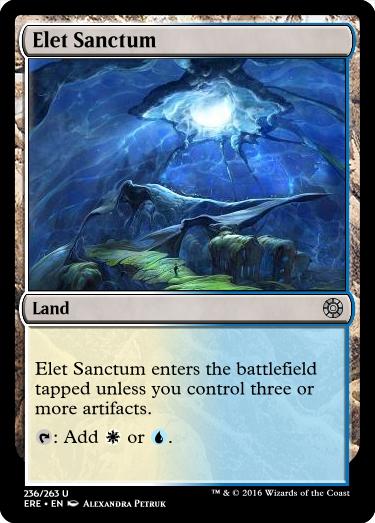 Elet Sanctum
Land
Elet Sanctum enters the battlefield
tapped unless you control three or
more artifacts.
: Add or .
236/263 U
ERE • EN Alexandra Petruk
™ & © 2016 Wizards of the Coast